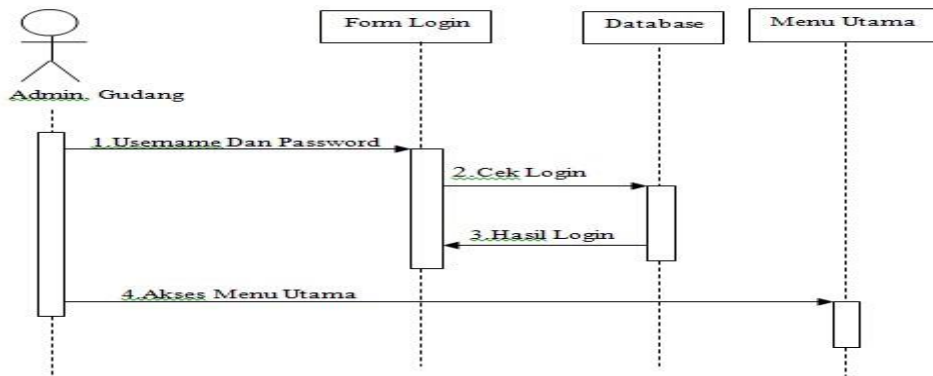 Form Login
Database
Menu Utama
Admin, Gudang
1.Username Dan Password
2.Cek Login
3.Hasil Login
4.Akses Menu Utama